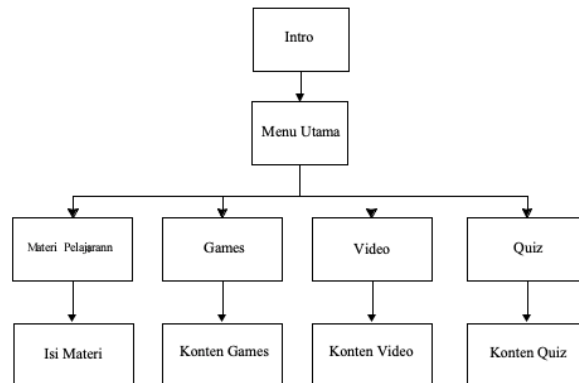 Intro
Menu Utama
Materi Pelajarann
Games
Video
Quiz
Isi Materi
Konten Games
Konten Video
Konten Quiz